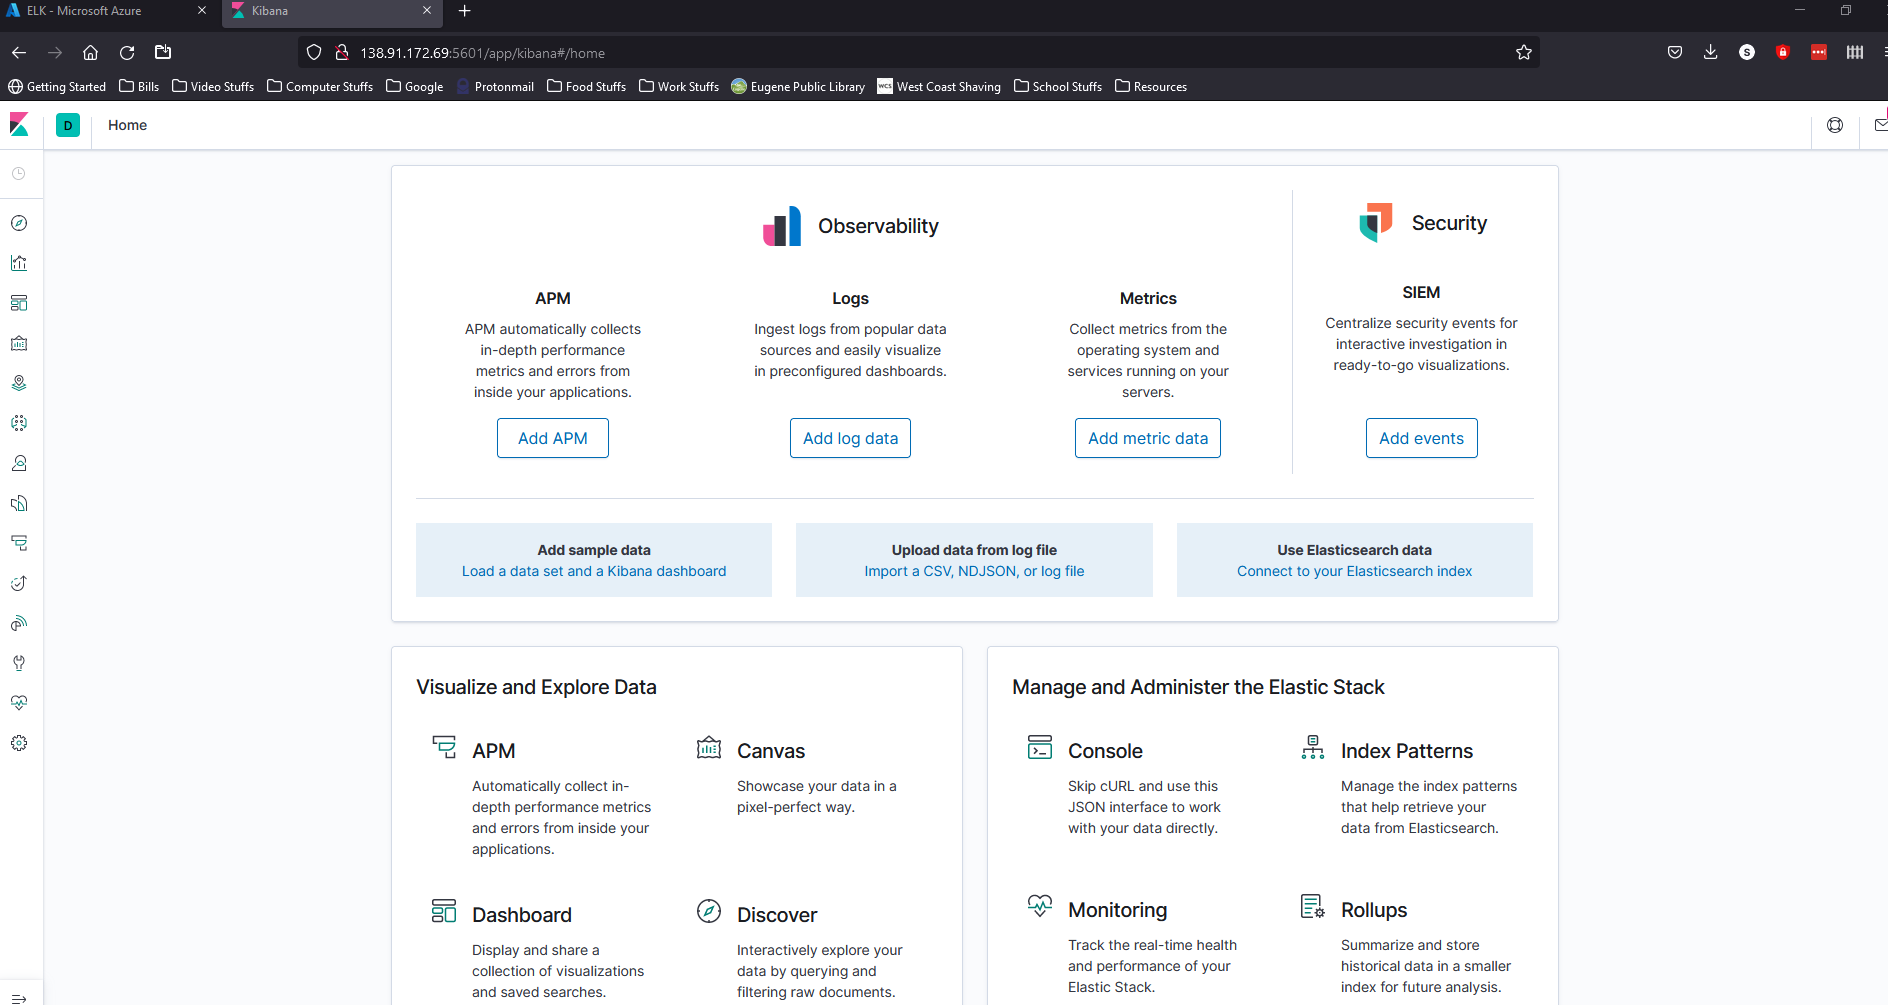 ELK - Microsoft Azure
Kibana
138.91.172.69:5601/app/kibana#/home
S
Getting Started
Bills
Video Stuffs
Computer Stuffs
Google
Protonmail
Food Stuffs
Work Stuffs
Eugene Public Library
WCS
West Coast Shaving
School Stuffs
Resources
D
Home
Observability
Security
APM
Logs
Metrics
SIEM
APM automatically collects
in-depth performance
metrics and errors from
inside your applications.
Ingest logs from popular data
sources and easily visualize
in preconfigured dashboards.
Collect metrics from the
operating system and
services running on your
servers.
Centralize security events for
interactive investigation in
ready-to-go visualizations.
Add APM
Add log data
Add metric data
Add events
Add sample data
Load a data set and a Kibana dashboard
Upload data from log file
Import a CSV, NDJSON, or log file
Use Elasticsearch data
Connect to your Elasticsearch index
Visualize and Explore Data
APM
Automatically collect in-
depth performance metrics
and errors from inside your
applications.
Canvas
Showcase your data in a
pixel-perfect way.
Dashboard
Display and share a
collection of visualizations
and saved searches.
Discover
Interactively explore your
data by querying and
filtering raw documents.
Manage and Administer the Elastic Stack
Console
Skip cURL and use this
JSON interface to work
with your data directly.
Index Patterns
Manage the index patterns
that help retrieve your
data from Elasticsearch.
Monitoring
Track the real-time health
and performance of your
Elastic Stack.
Rollups
Summarize and store
historical data in a smaller
index for future analysis.